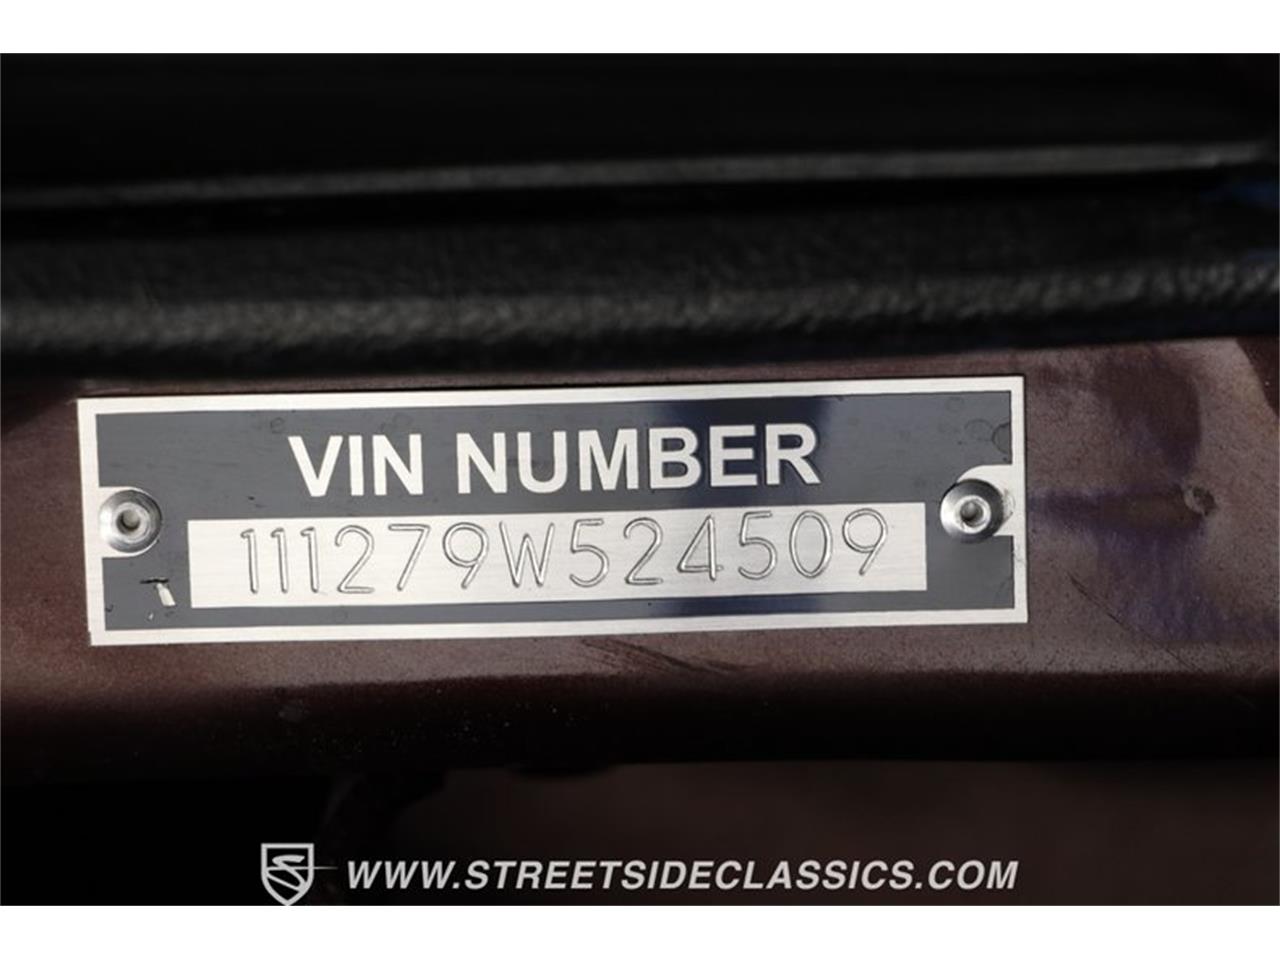 VIN NUMBER
111279W524509
WWW.STREETSIDECLASSICS.COM